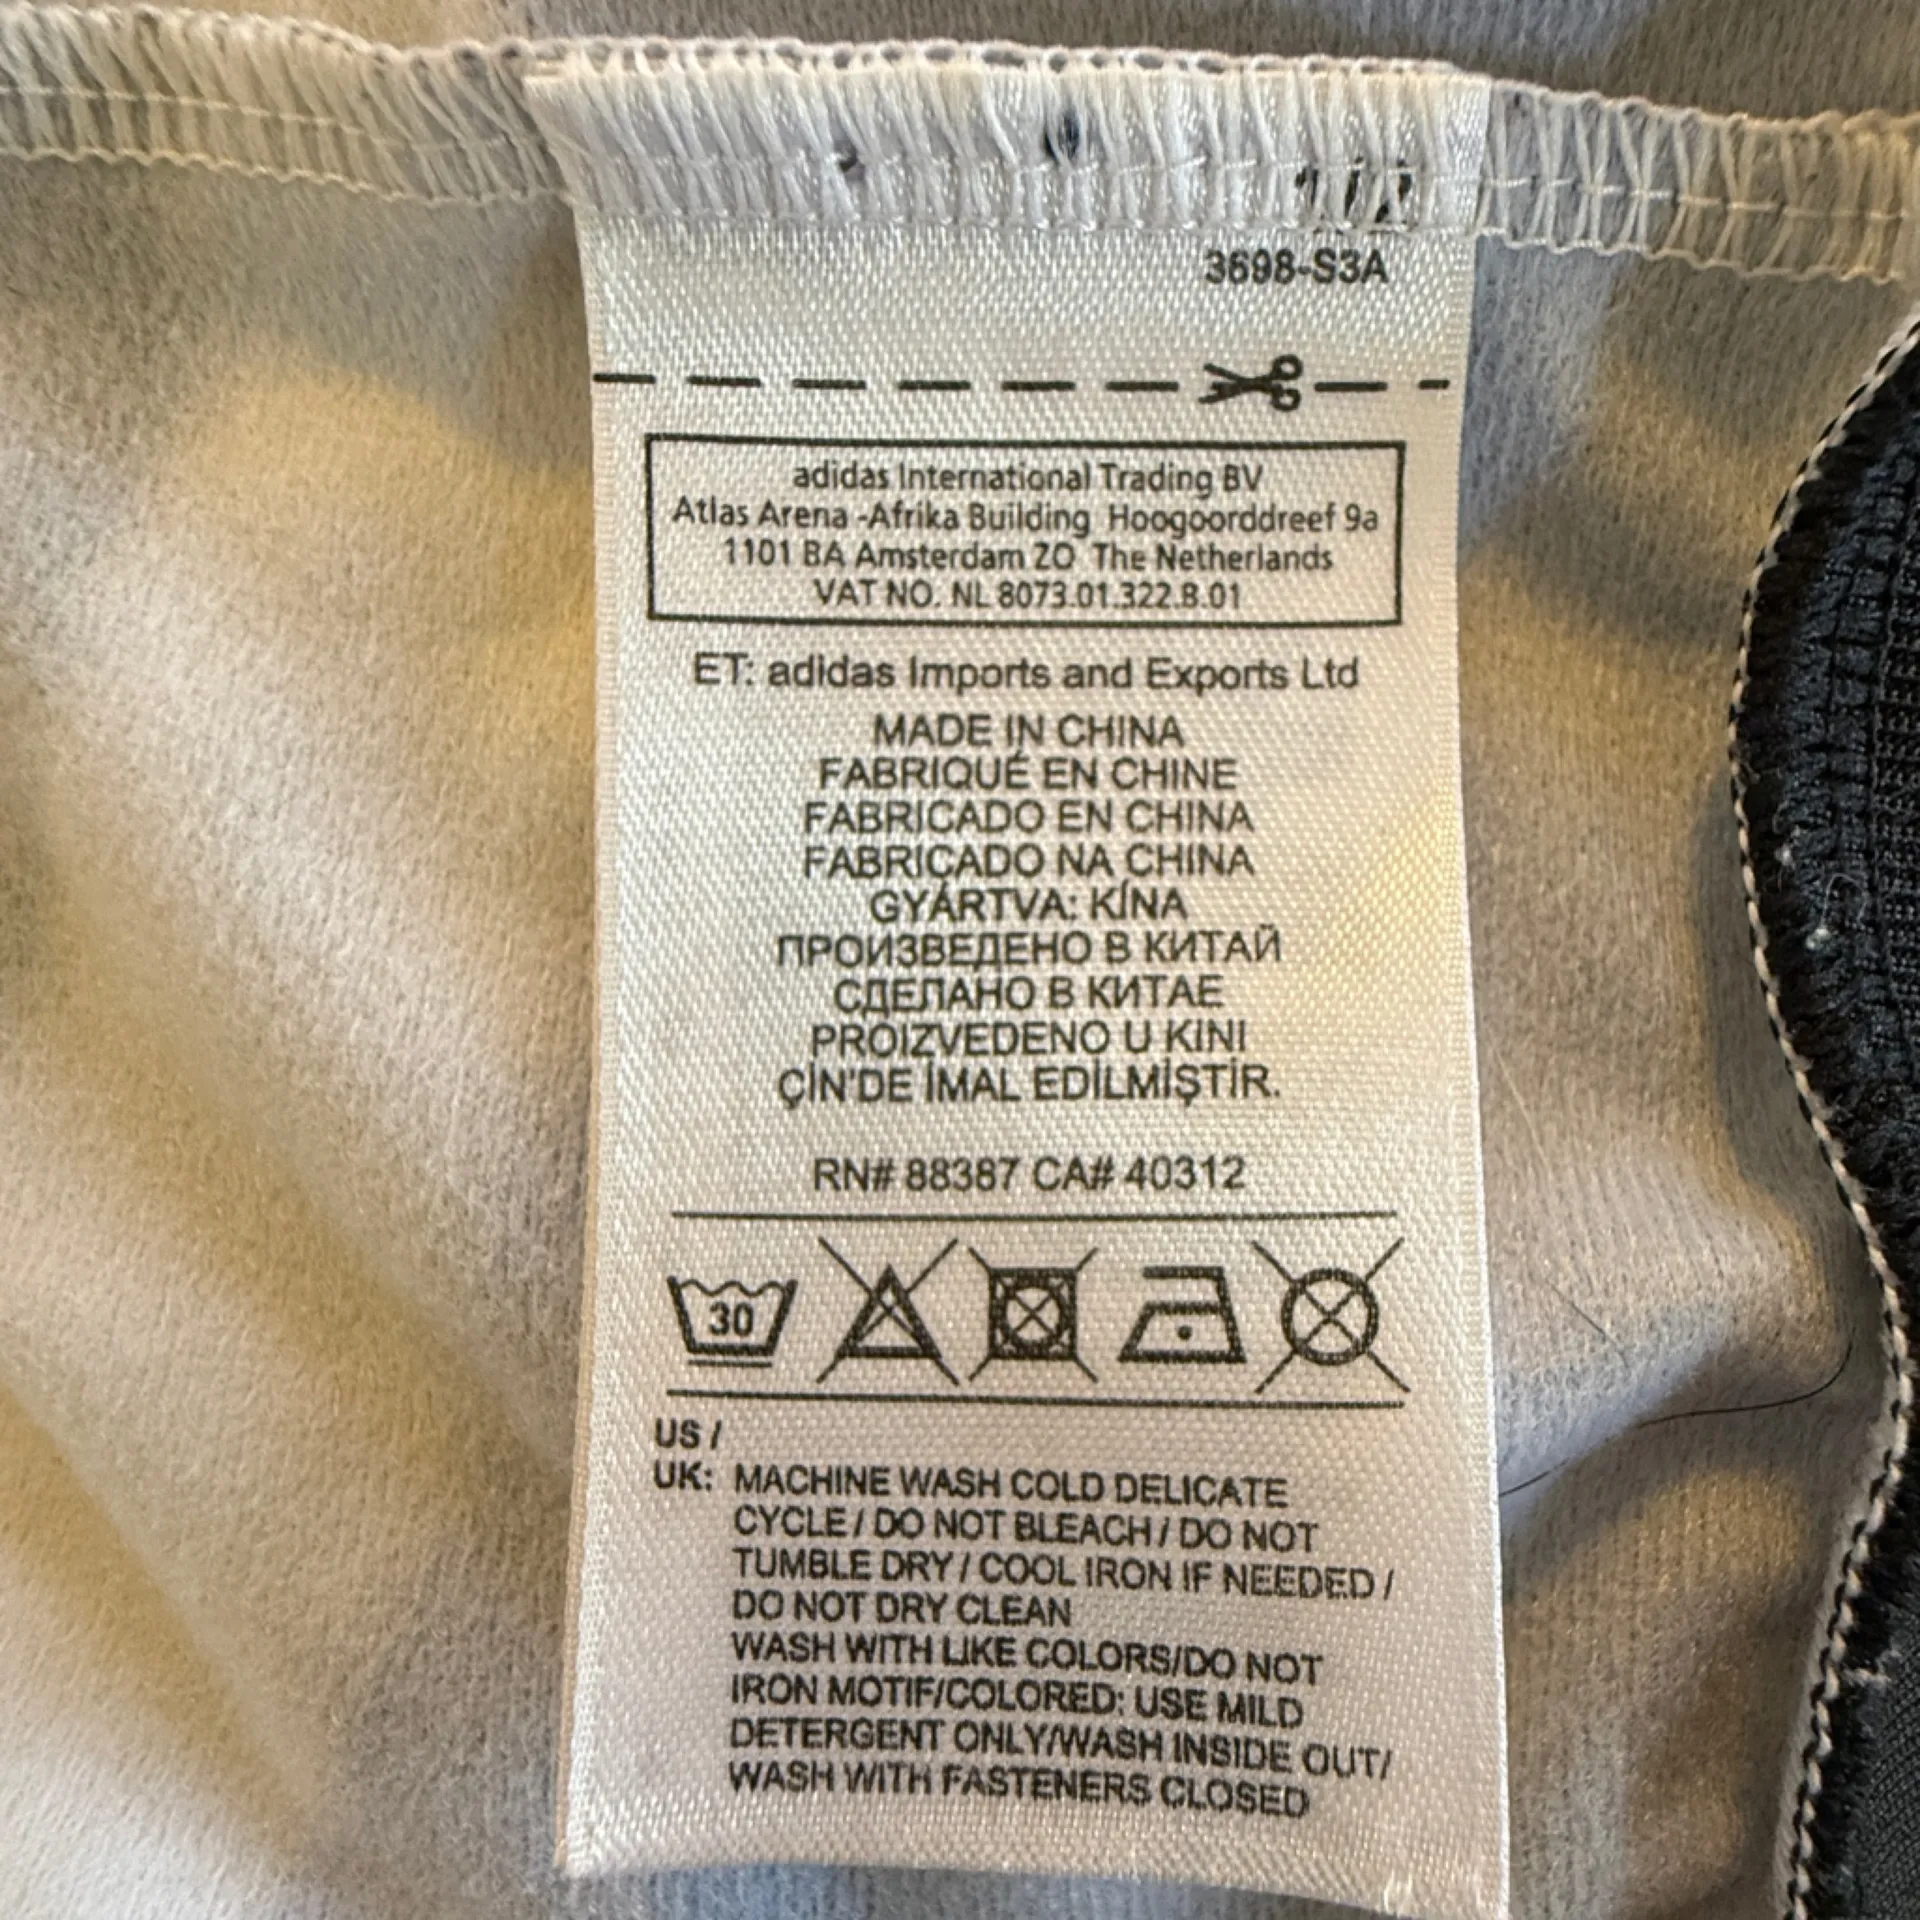 1/2
3698-S3A
adidas International Trading BV
Atlas Arena -Afrika Building Hoogoorddreef 9a
1101 BA Amsterdam ZO The Netherlands
VAT NO. NL 8073.01.322.B.01
ET: adidas Imports and Exports Ltd
MADE IN CHINA
FABRIQUÉ EN CHINE
FABRICADO EN CHINA
FABRICADO NA CHINA
GYÁRTVA: KÍNA
ПРОИЗВЕДЕНО В КИТАЙ
СДЕЛАНО В КИТАЕ
PROIZVEDENO U KINI
ÇİN'DE İMAL EDİLMİŞTİR.
RN# 88387 CA# 40312
30
US /
UK: MACHINE WASH COLD DELICATE
CYCLE / DO NOT BLEACH / DO NOT
TUMBLE DRY / COOL IRON IF NEEDED /
DO NOT DRY CLEAN
WASH WITH LIKE COLORS/DO NOT
IRON MOTIF/COLORED: USE MILD
DETERGENT ONLY/WASH INSIDE OUT/
WASH WITH FASTENERS CLOSED